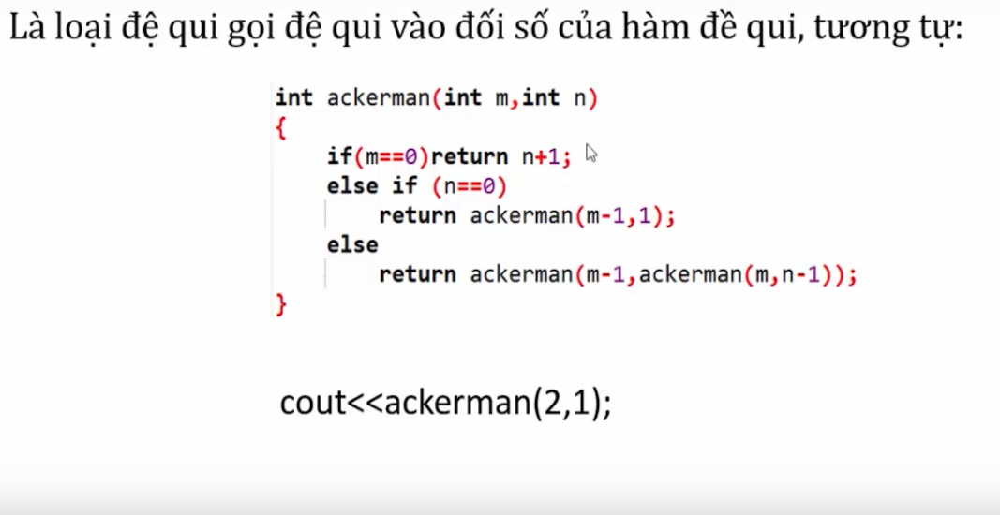 Là loại đệ qui gọi đệ qui vào đối số của hàm đề qui, tương tự:
int ackerman(int m,int n)
{
if(m==0)return n+1;
else if (n==0)
return ackerman(m-1,1);
else
return ackerman(m-1,ackerman(m,n-1));
}
cout<<ackerman(2,1);